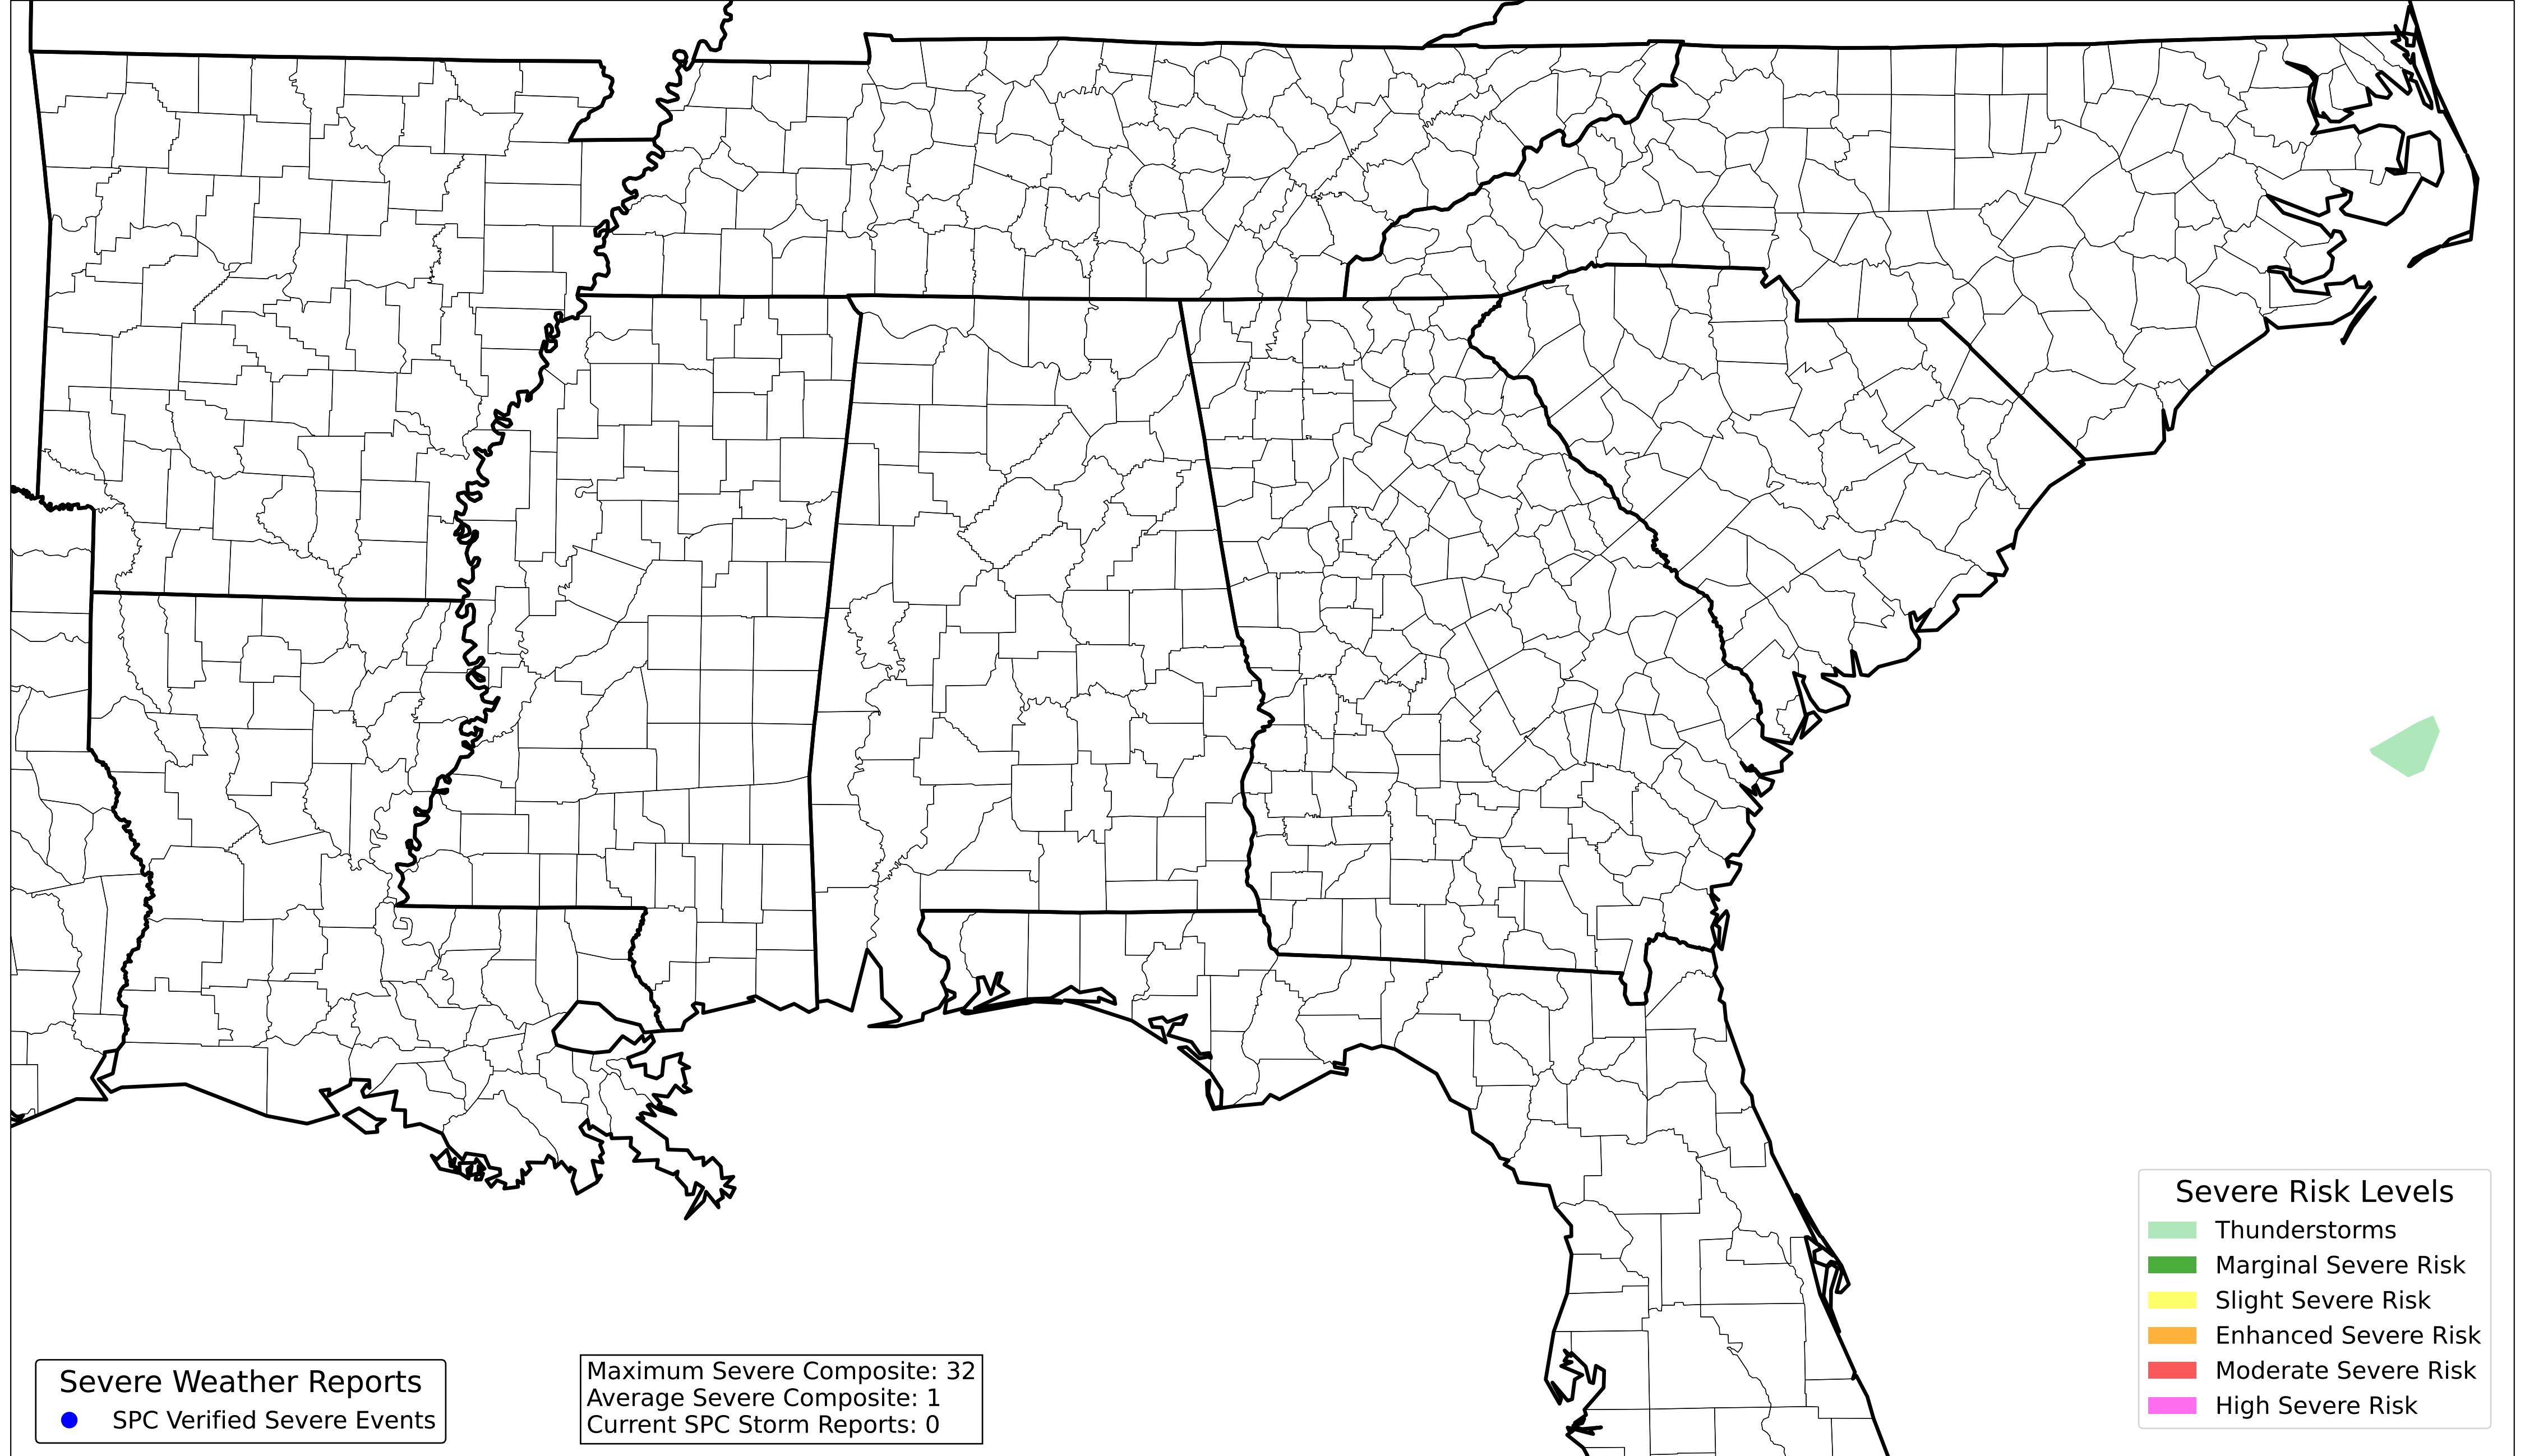 Severe Risk Levels
Thunderstorms
Marginal Severe Risk
Slight Severe Risk
Enhanced Severe Risk
Moderate Severe Risk
High Severe Risk
Severe Weather Reports
SPC Verified Severe Events
Maximum Severe Composite: 32
Average Severe Composite: 1
Current SPC Storm Reports: 0